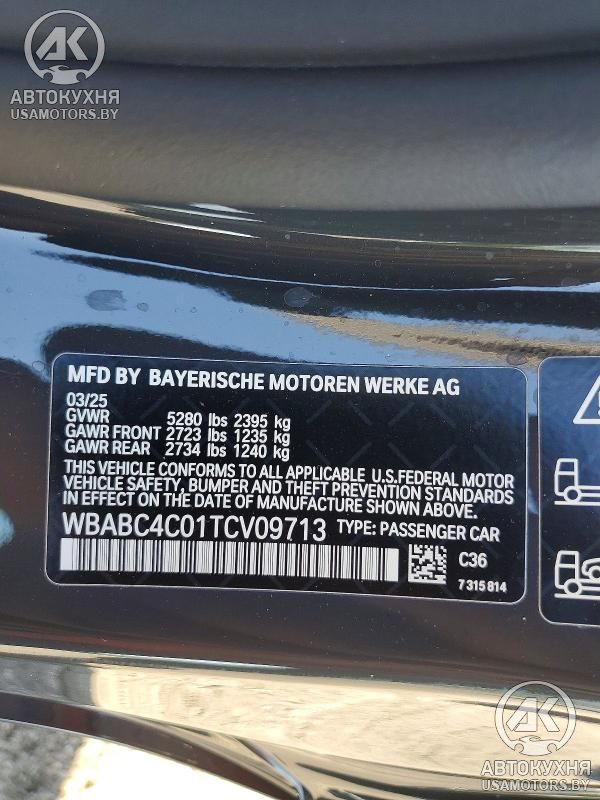 АК
АВТОКУХНЯ
USAMOTORS.BY
MFD BY BAYERISCHE MOTOREN WERKE AG
03/25
GVWR 5280 lbs 2395 kg
GAWR FRONT 2723 lbs 1235 kg
GAWR REAR 2734 lbs 1240 kg
THIS VEHICLE CONFORMS TO ALL APPLICABLE U.S.FEDERAL MOTOR
VEHICLE SAFETY, BUMPER AND THEFT PREVENTION STANDARDS
IN EFFECT ON THE DATE OF MANUFACTURE SHOWN ABOVE.
WBABC4C01TCV09713 TYPE: PASSENGER CAR
C36
7315814
АК
АВТОКУХНЯ
USAMOTORS.BY